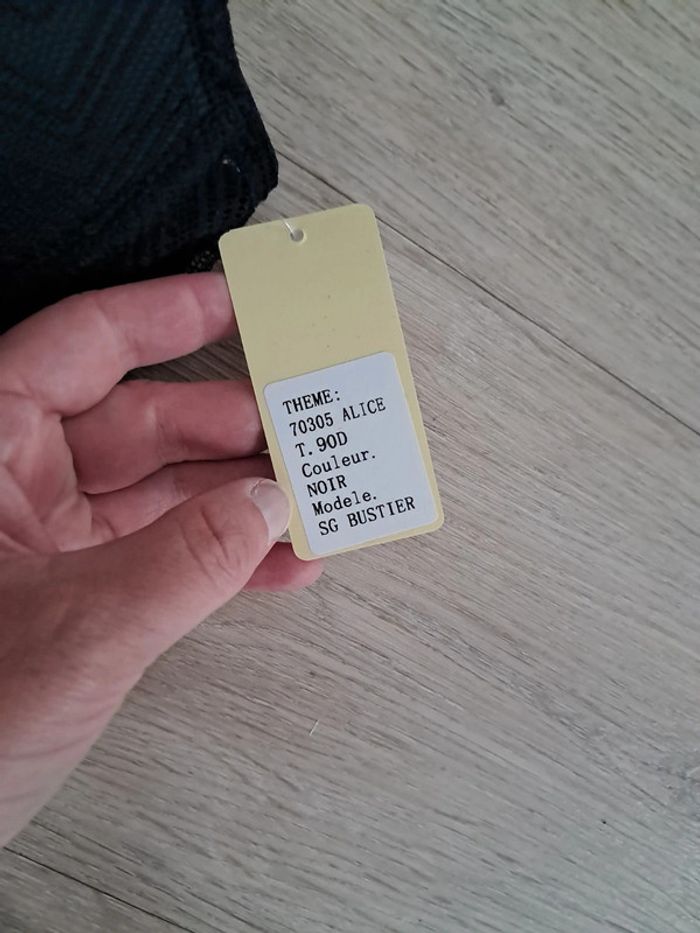 THEME:
70305 ALICE
T.90D
Couleur.
NOIR
Modele.
SG BUSTIER